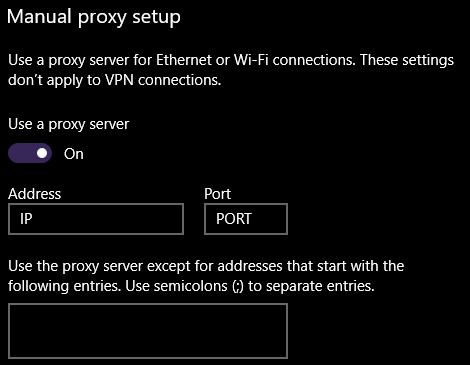 Manual proxy setup
Use a proxy server for Ethernet or Wi-Fi connections. These settings
don't apply to VPN connections.
Use a proxy server
On
Address Port
IP PORT
Use the proxy server except for addresses that start with the
following entries. Use semicolons (;) to separate entries.